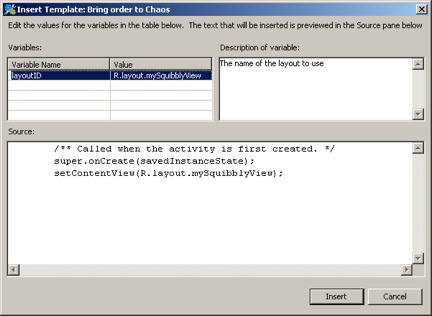 Insert Template: Bring order to Chaos
Edit the values for the variables in the table below. The text that will be inserted is previewed in the Source pane below
Variables:
Description of variable:
Variable Name Value
layoutID R.layout.mySquibblyView
The name of the layout to use
Source:
/** Called when the activity is first created. */
super.onCreate(savedInstanceState);
setContentView(R.layout.mySquibblyView);
Insert Cancel